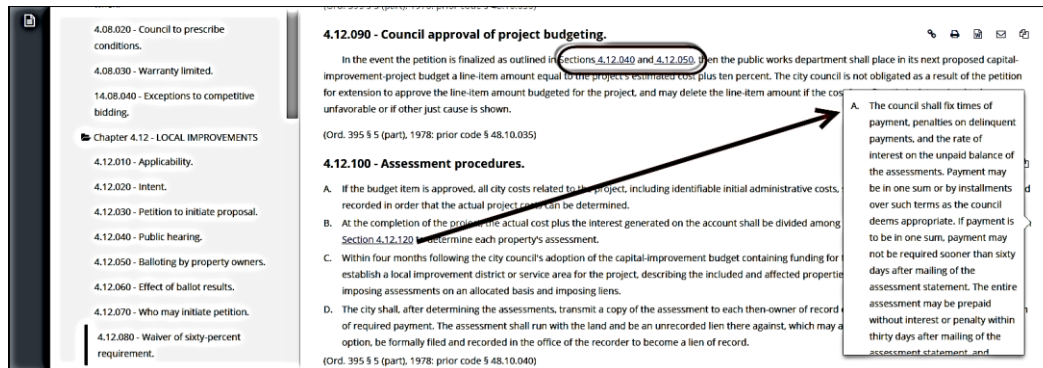 4.08.020 - Council to prescribe
conditions.
4.08.030 - Warranty limited.
14.08.040 - Exceptions to competitive
bidding.
Chapter 4.12 - LOCAL IMPROVEMENTS
4.12.010 - Applicability.
4.12.020 - Intent.
4.12.030 - Petition to initiate proposal.
4.12.040 - Public hearing.
4.12.050 - Balloting by property owners.
4.12.060 - Effect of ballot results.
4.12.070 - Who may initiate petition.
4.12.080 - Waiver of sixty-percent
requirement.
4.12.090 - Council approval of project budgeting.
In the event the petition is finalized as outlined in Sections 4.12.040 and 4.12.050, then the public works department shall place in its next proposed capital-
improvement-project budget a line-item amount equal to the project's estimated cost plus ten percent. The city council is not obligated as a result of the petition
for extension to approve the line-item amount budgeted for the project, and may delete the line-item amount if the
unfavorable or if other just cause is shown.
(Ord. 395 § 5 (part), 1978: prior code § 48.10.035)
4.12.100 - Assessment procedures.
A. If the budget item is approved, all city costs related to the project, including identifiable initial administrative costs,
recorded in order that the actual project costs can be determined.
B. At the completion of the project, the actual cost plus the interest generated on the account shall be divided among
Section 4.12.120 to determine each property's assessment.
C. Within four months following the city council's adoption of the capital-improvement budget containing funding for
establish a local improvement district or service area for the project, describing the included and affected
imposing assessments on an allocated basis and imposing liens.
D. The city shall, after determining the assessments, transmit a copy of the assessment to each then-owner of record
of required payment. The assessment shall run with the land and be an unrecorded lien there against, which may
option, be formally filed and recorded in the office of the recorder to become a lien of record.
(Ord. 395 § 5 (part), 1978: prior code § 48.10.040)
A. The council shall fix times of
payment, penalties on delinquent
payments, and the rate of
interest on the unpaid balance of
the assessments. Payment may
be in one sum or by installments
over such terms as the council
deems appropriate. If payment is
to be in one sum, payment may
not be required sooner than sixty
days after mailing of the
assessment statement. The entire
assessment may be prepaid
without interest or penalty within
thirty days after mailing of the
assessment statement, and